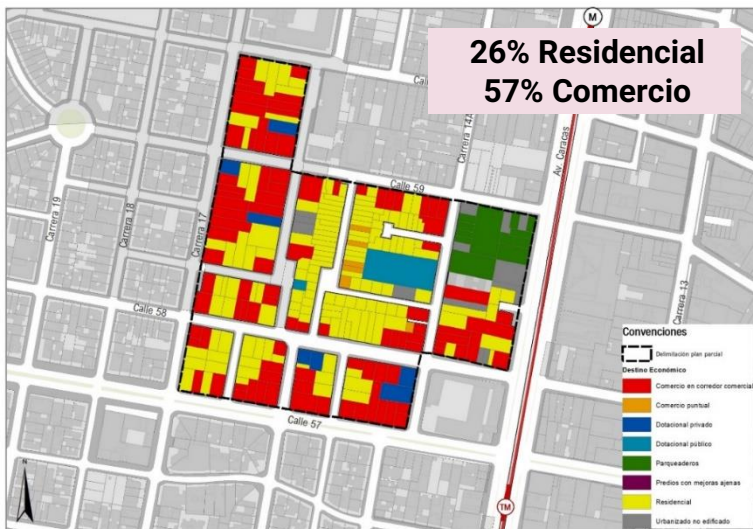 M
26% Residencial
57% Comercio
Calle
Carrera 14A
Av. Caracas
Calle 59
Carrera 19
Carrera 18
Carrera 17
Carrera 13
Calle 58
Calle 57
Convenciones
Delimitación plan parcial
Destino Económico
Comercio en corredor comercial
Comercio puntual
Dotacional privado
Dotacional público
Parqueaderos
Predios con mejoras ajenas
Residencial
Urbanizado no edificado
TM